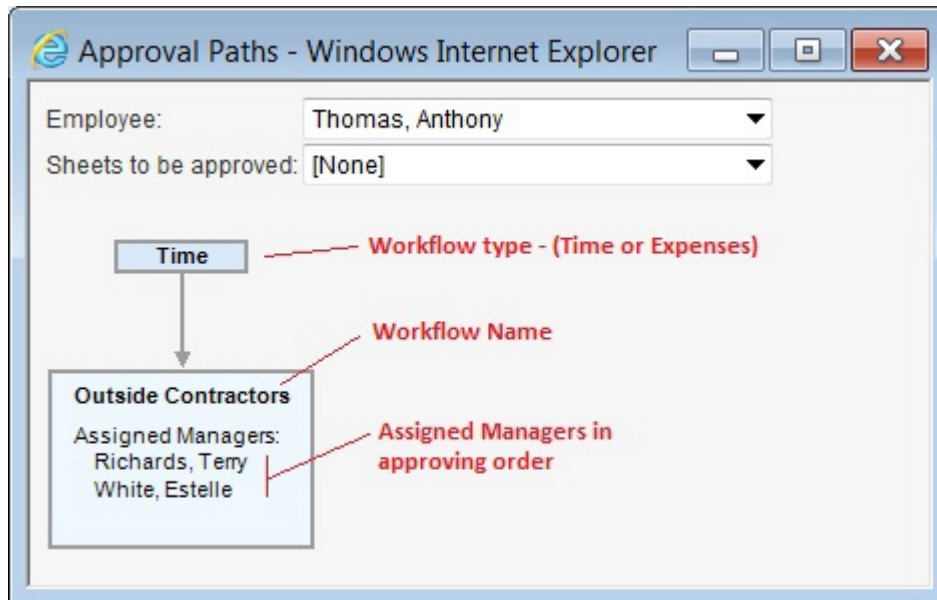 Approval Paths - Windows Internet Explorer
Employee: Thomas, Anthony
Sheets to be approved: [None]
Time
Workflow type - (Time or Expenses)
Workflow Name
Outside Contractors
Assigned Managers:
Richards, Terry
White, Estelle
Assigned Managers in
approving order